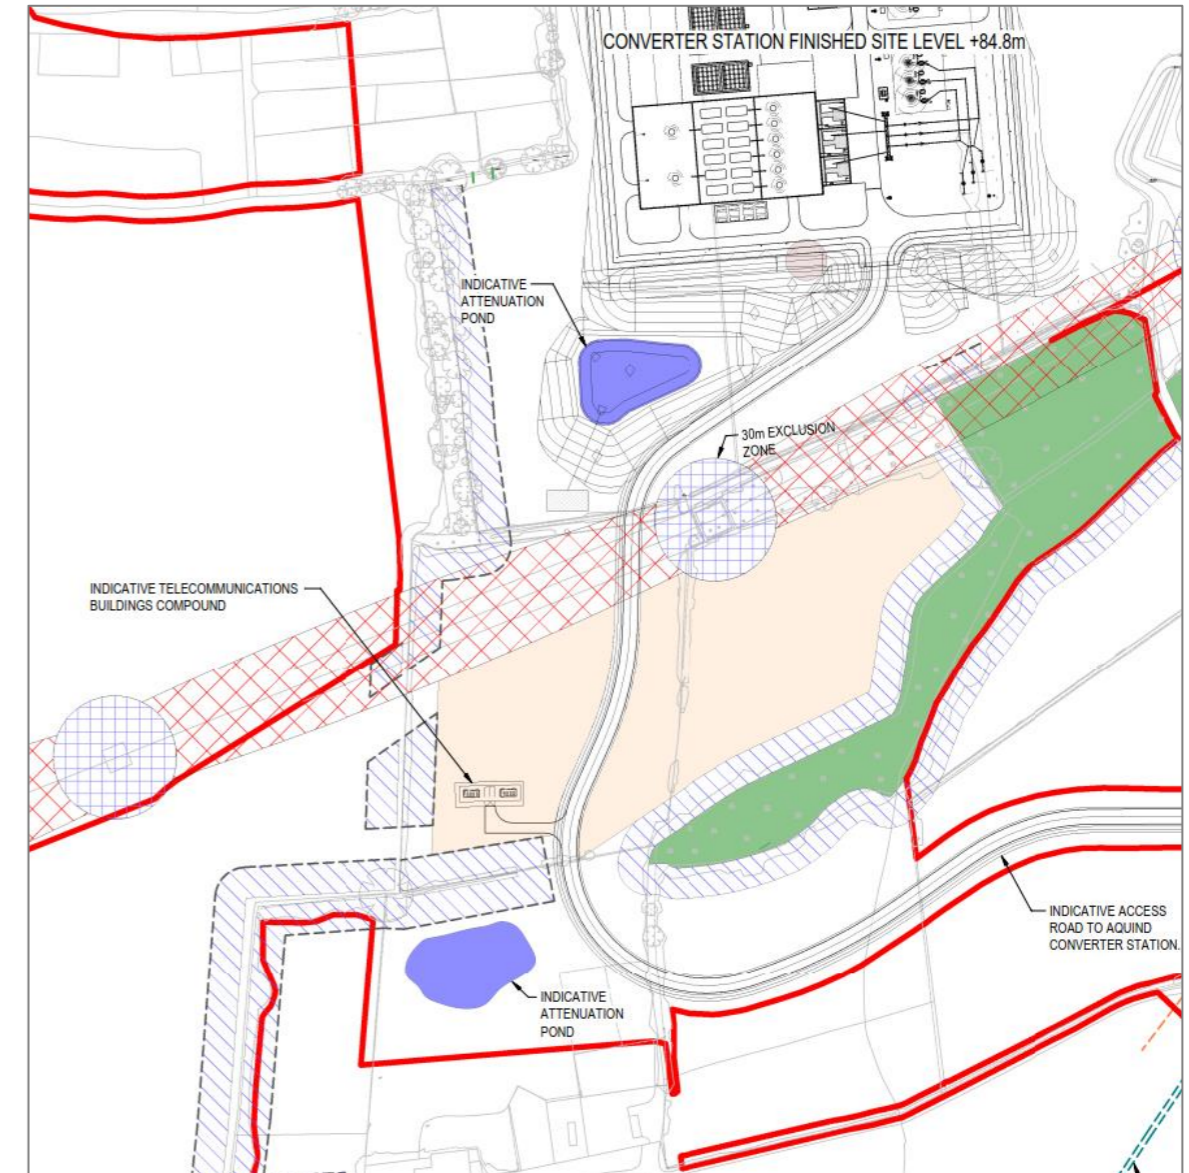 CONVERTER STATION FINISHED SITE LEVEL +84.8m
INDICATIVE
ATTENUATION
POND
30m EXCLUSION
ZONE
INDICATIVE TELECOMMUNICATIONS
BUILDINGS COMPOUND
INDICATIVE ACCESS
ROAD TO AQUIND
CONVERTER STATION.
INDICATIVE
ATTENUATION
POND